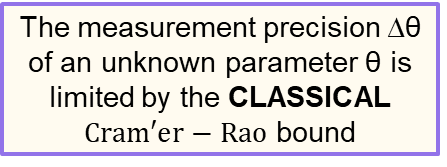 The measurement precision Δθ
of an unknown parameter θ is
limited by the CLASSICAL
Cram′er − Rao bound